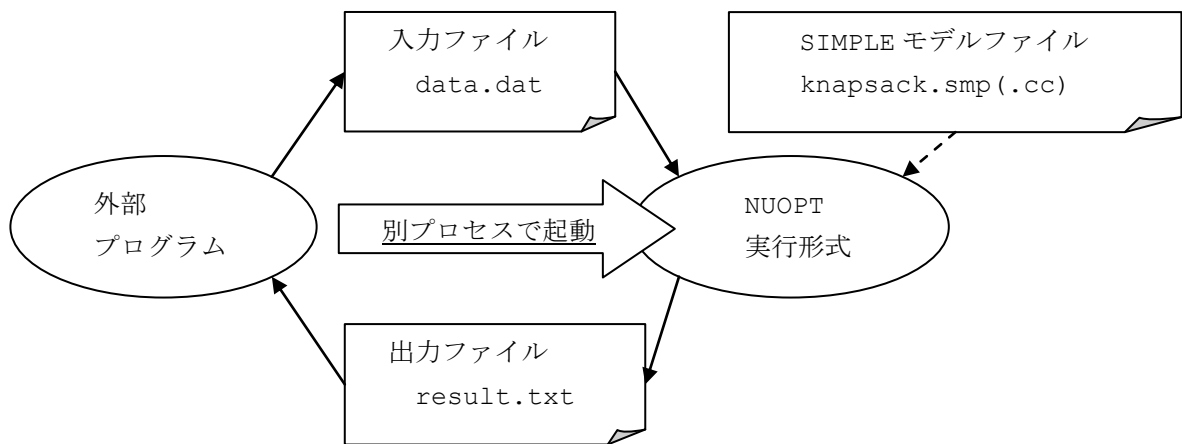 入力ファイル
data.dat
SIMPLE モデルファイル
knapsack.smp(.cc)
外部
プログラム
別プロセスで起動
NUOPT
実行形式
出力ファイル
result.txt